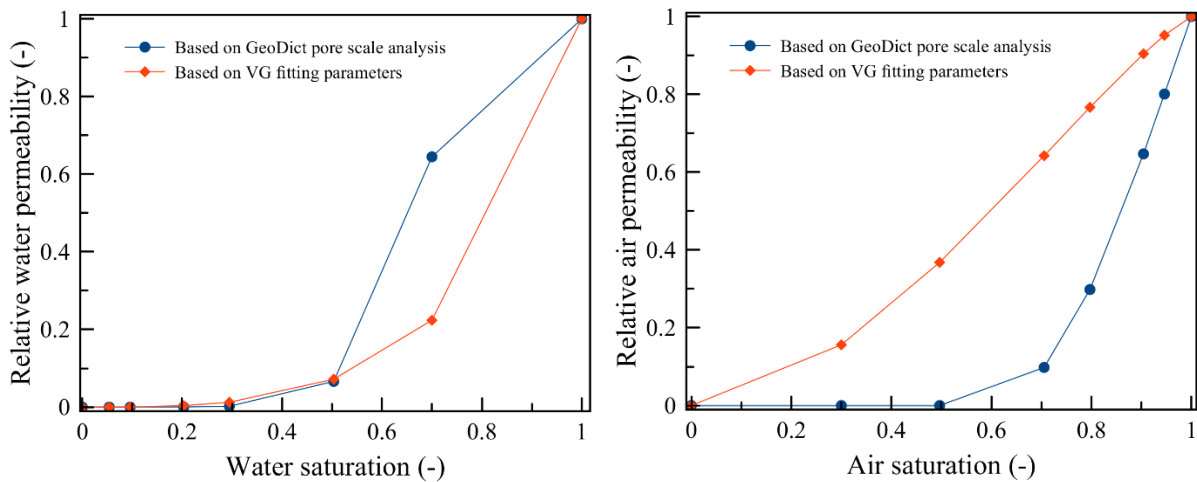 Relative water permeability (-)
1
0.8
0.6
0.4
0.2
0
Based on GeoDict pore scale analysis
Based on VG fitting parameters
0 0.2 0.4 0.6 0.8 1
Water saturation (-)
Relative air permeability (-)
1
0.8
0.6
0.4
0.2
0
Based on GeoDict pore scale analysis
Based on VG fitting parameters
0 0.2 0.4 0.6 0.8 1
Air saturation (-)